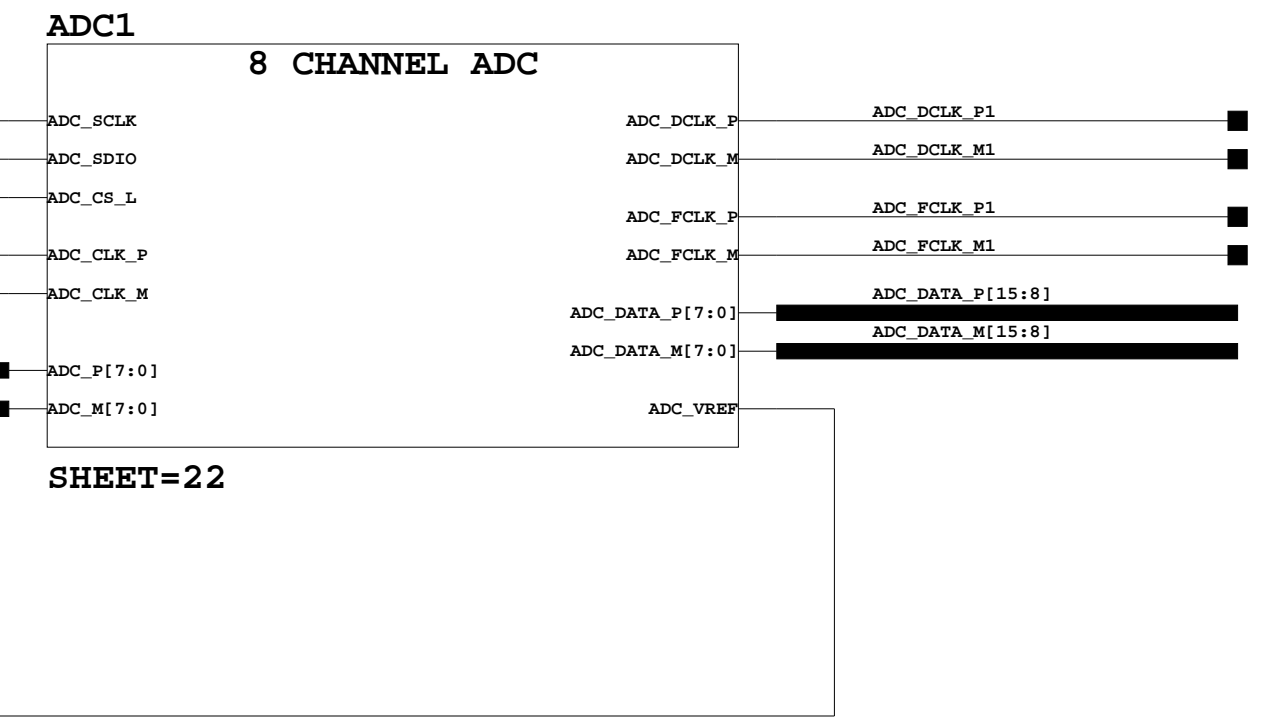 ADC1
8 CHANNEL ADC
ADC_SCLK
ADC_SDIO
ADC_CS_L
ADC_CLK_P
ADC_CLK_M
ADC_P[7:0]
ADC_M[7:0]
ADC_DCLK_P
ADC_DCLK_M
ADC_FCLK_P
ADC_FCLK_M
ADC_DATA_P[7:0]
ADC_DATA_M[7:0]
ADC_VREF
ADC_DCLK_P1
ADC_DCLK_M1
ADC_FCLK_P1
ADC_FCLK_M1
ADC_DATA_P[15:8]
ADC_DATA_M[15:8]
SHEET=22